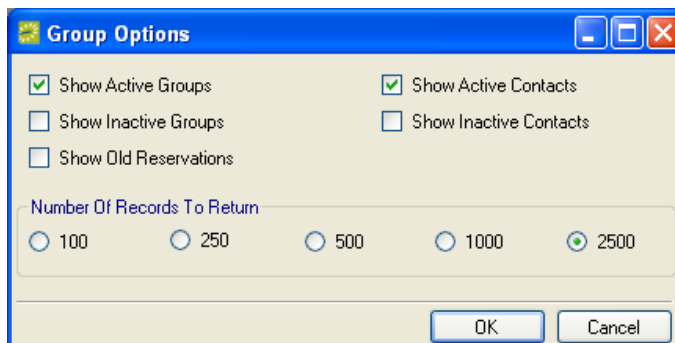 Group Options
Show Active Groups Show Active Contacts
Show Inactive Groups Show Inactive Contacts
Show Old Reservations
Number Of Records To Return
100 250 500 1000 2500
OK Cancel